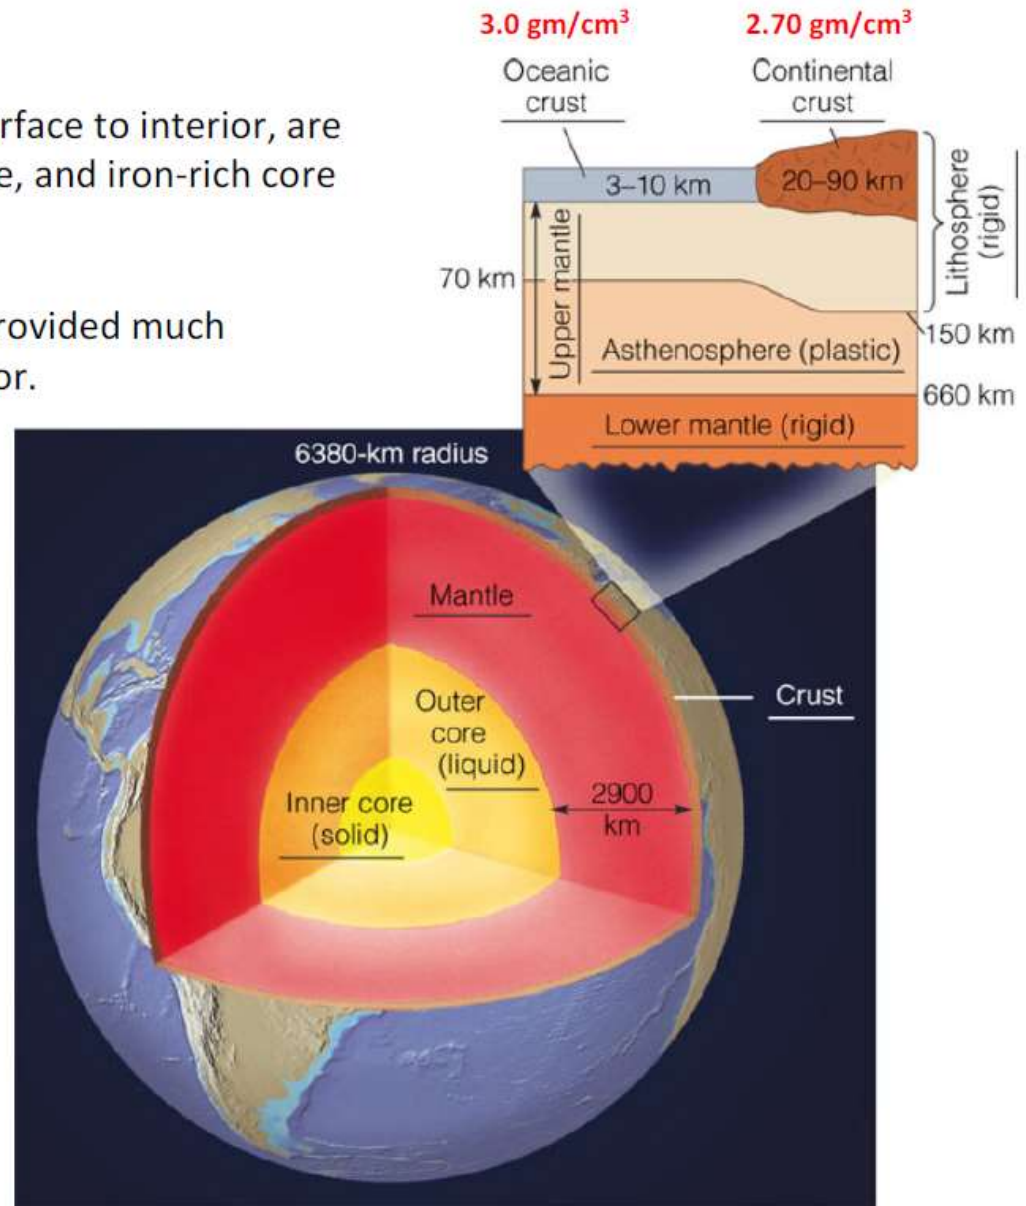 3.0 gm/cm³
2.70 gm/cm³
Oceanic
crust
Continental
crust
rface to interior, are
e, and iron-rich core
3–10 km
20–90 km
Lithosphere
(rigid)
Upper mantle
70 km
rovided much
or.
150 km
Asthenosphere (plastic)
660 km
Lower mantle (rigid)
6380-km radius
Mantle
Crust
Outer
core
(liquid)
Inner core
(solid)
2900
km